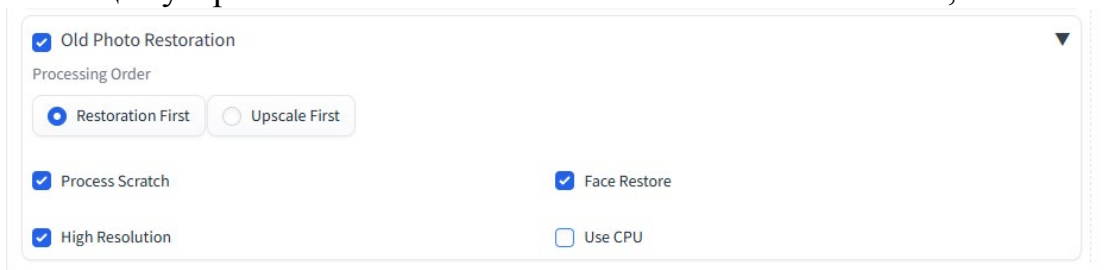 Old Photo Restoration ▼
Processing Order
Restoration First Upscale First
Process Scratch Face Restore
High Resolution Use CPU